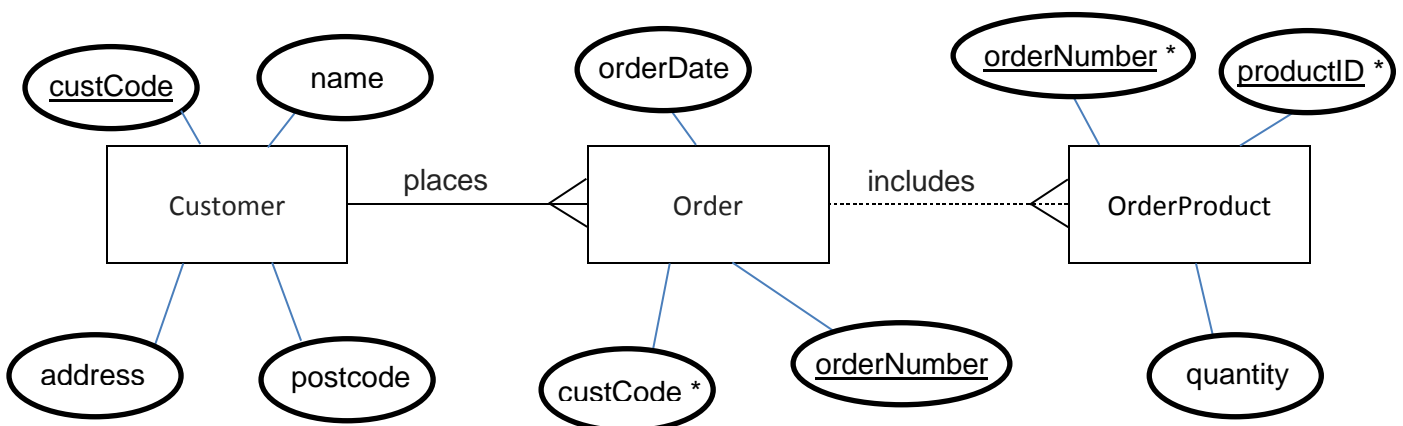 custCode
name
orderDate
orderNumber *
productID *
places
includes
Customer
Order
OrderProduct
address
postcode
custCode *
orderNumber
quantity